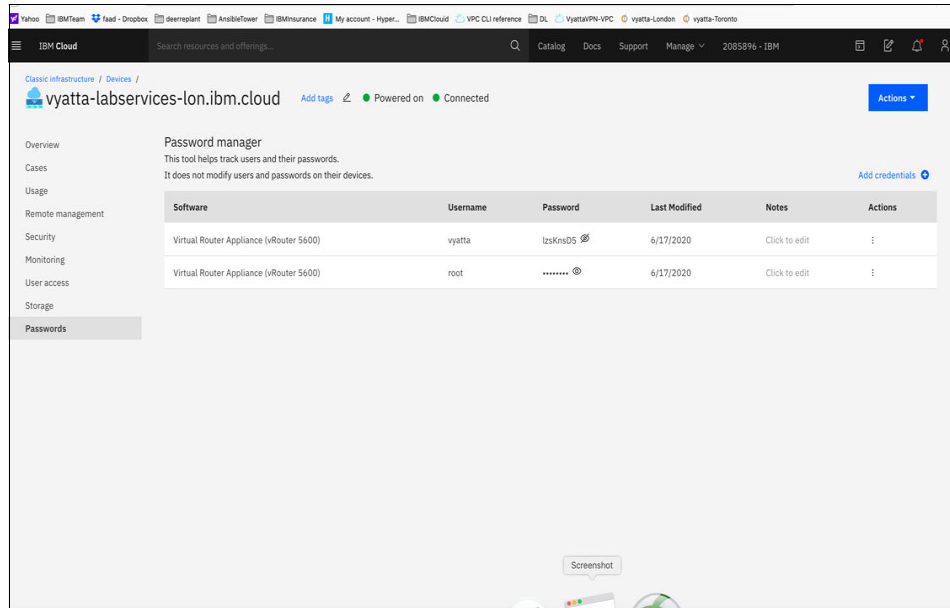 Yahoo IBMTeam faad - Dropbox deerreplant AnsibleTower IBMInsurance My account - Hyper... IBMClouid VPC CLI reference DL VyattaVPN-VPC vyatta-London vyatta-Toronto
IBM Cloud Search resources and offerings... Catalog Docs Support Manage 2085896 - IBM
Classic infrastructure / Devices /
vyatta-labservices-lon.ibm.cloud Add tags Powered on Connected Actions
Overview
Cases
Usage
Remote management
Security
Monitoring
User access
Storage
Passwords
Password manager
This tool helps track users and their passwords.
It does not modify users and passwords on their devices.
Add credentials
Software Username Password Last Modified Notes Actions
Virtual Router Appliance (vRouter 5600) vyatta lzsKnsD5 6/17/2020 Click to edit
Virtual Router Appliance (vRouter 5600) root •••••••• 6/17/2020 Click to edit
Screenshot